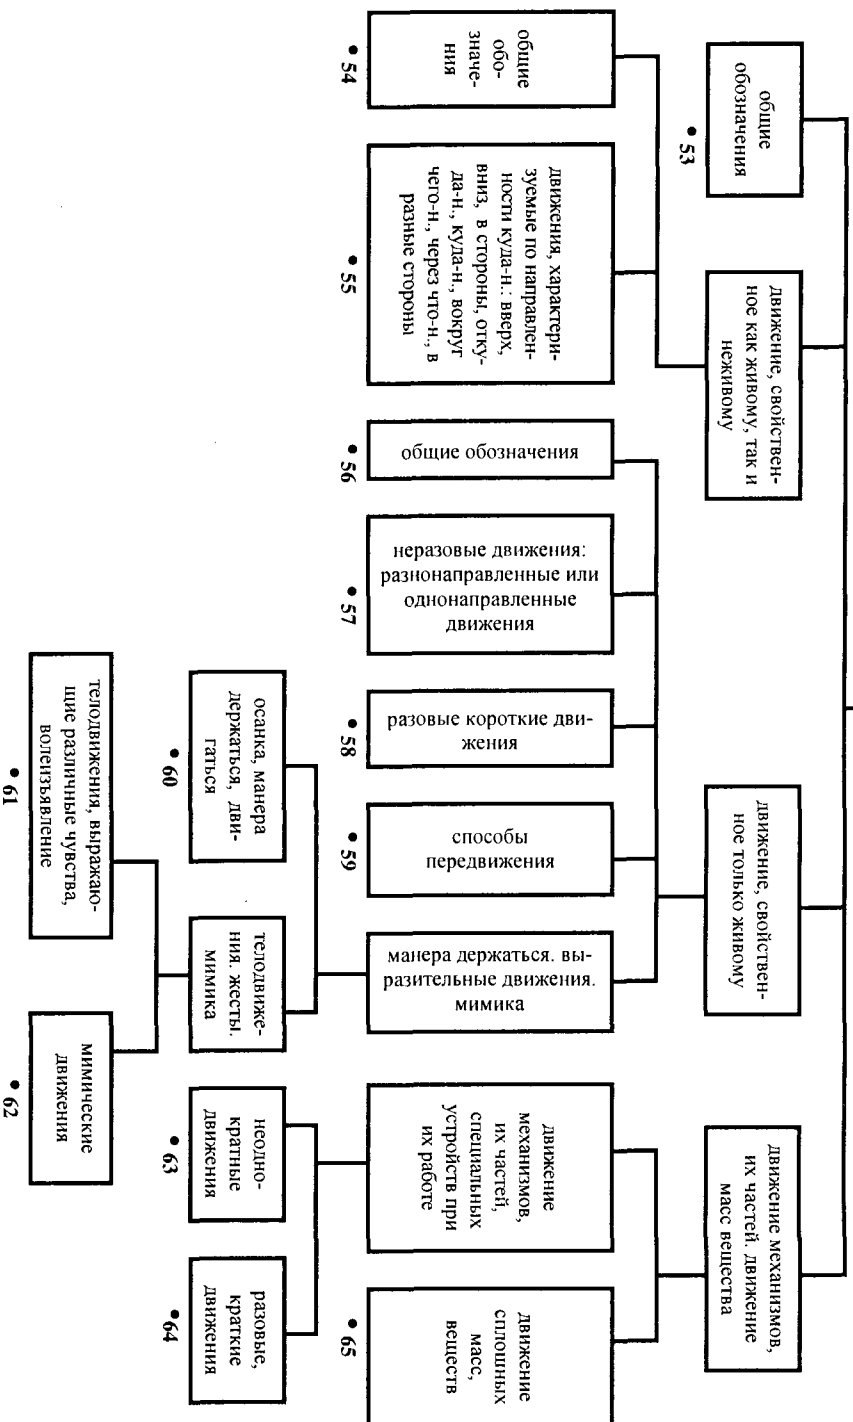 общие
обозначения
• 53
движение, свойствен-
ное как живому, так и
неживому
движение, свойствен-
ное только живому
движение механизмов,
их частей. движение
масс вещества
общие
обо-
значе-
ния
• 54
движения, характери-
зуемые по направлен-
ности куда-н.: вверх,
вниз, в стороны, отку-
да-н., куда-н., вокруг
чего-н., через что-н., в
разные стороны
• 55
общие обозначения
• 56
неразовые движения:
разнонаправленные или
однонаправленные
движения
• 57
разовые короткие дви-
жения
• 58
способы
передвижения
• 59
манера держаться. вы-
разительные движения.
мимика
движение
механизмов,
их частей,
специальных
устройств при
их работе
движение
сплошных
масс,
веществ
• 65
осанка, манера
держаться, дви-
гаться
• 60
телодвиже-
ния. жесты.
мимика
неодно-
кратные
движения
• 63
разовые,
краткие
движения
• 64
телодвижения, выражаю-
щие различные чувства,
волеизъявление
• 61
мимические
движения
• 62